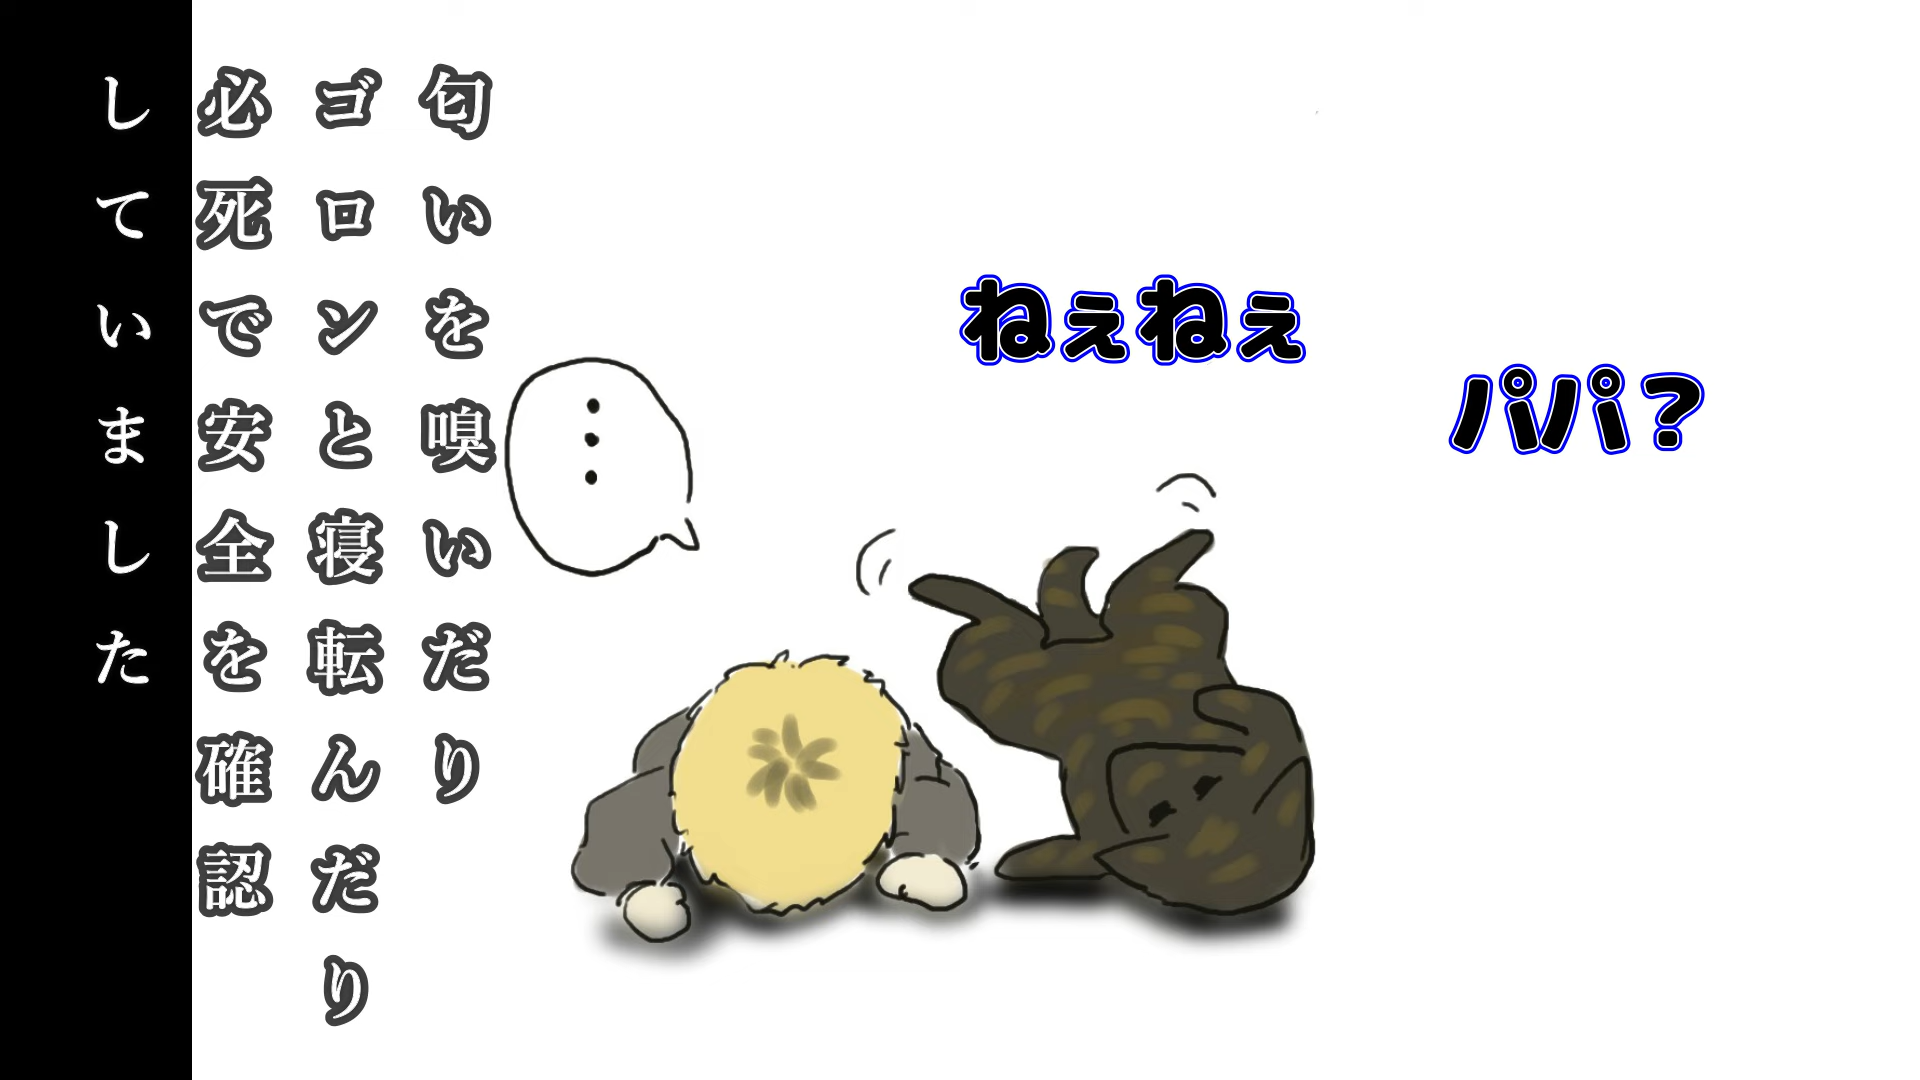 匂いを嗅いだり
ゴロンと寝転んだり
必死で安全を確認
していました
ねぇねぇ
パパ？
…